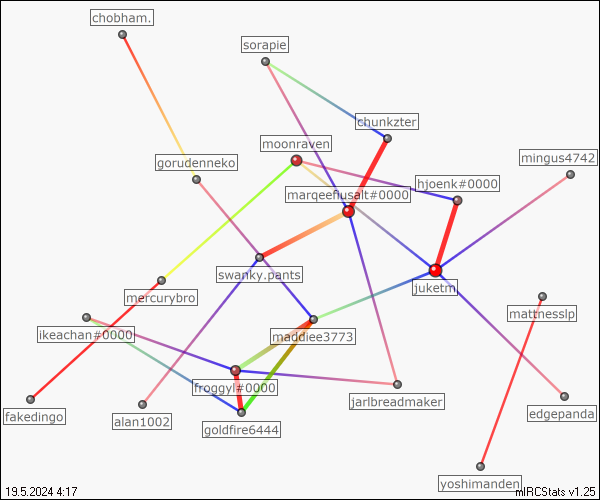 chobham.
sorapie
chunkzter
moonraven
mingus4742
gorudenneko
hjoenk#0000
marqeefiusalt#0000
swanky.pants
juketm
mercurybro
mattnesslp
ikeachan#0000
maddiee3773
froggyl#0000
jarlbreadmaker
edgepanda
fakedingo
alan1002
goldfire6444
yoshimanden
19.5.2024 4:17
mIRCStats v1.25